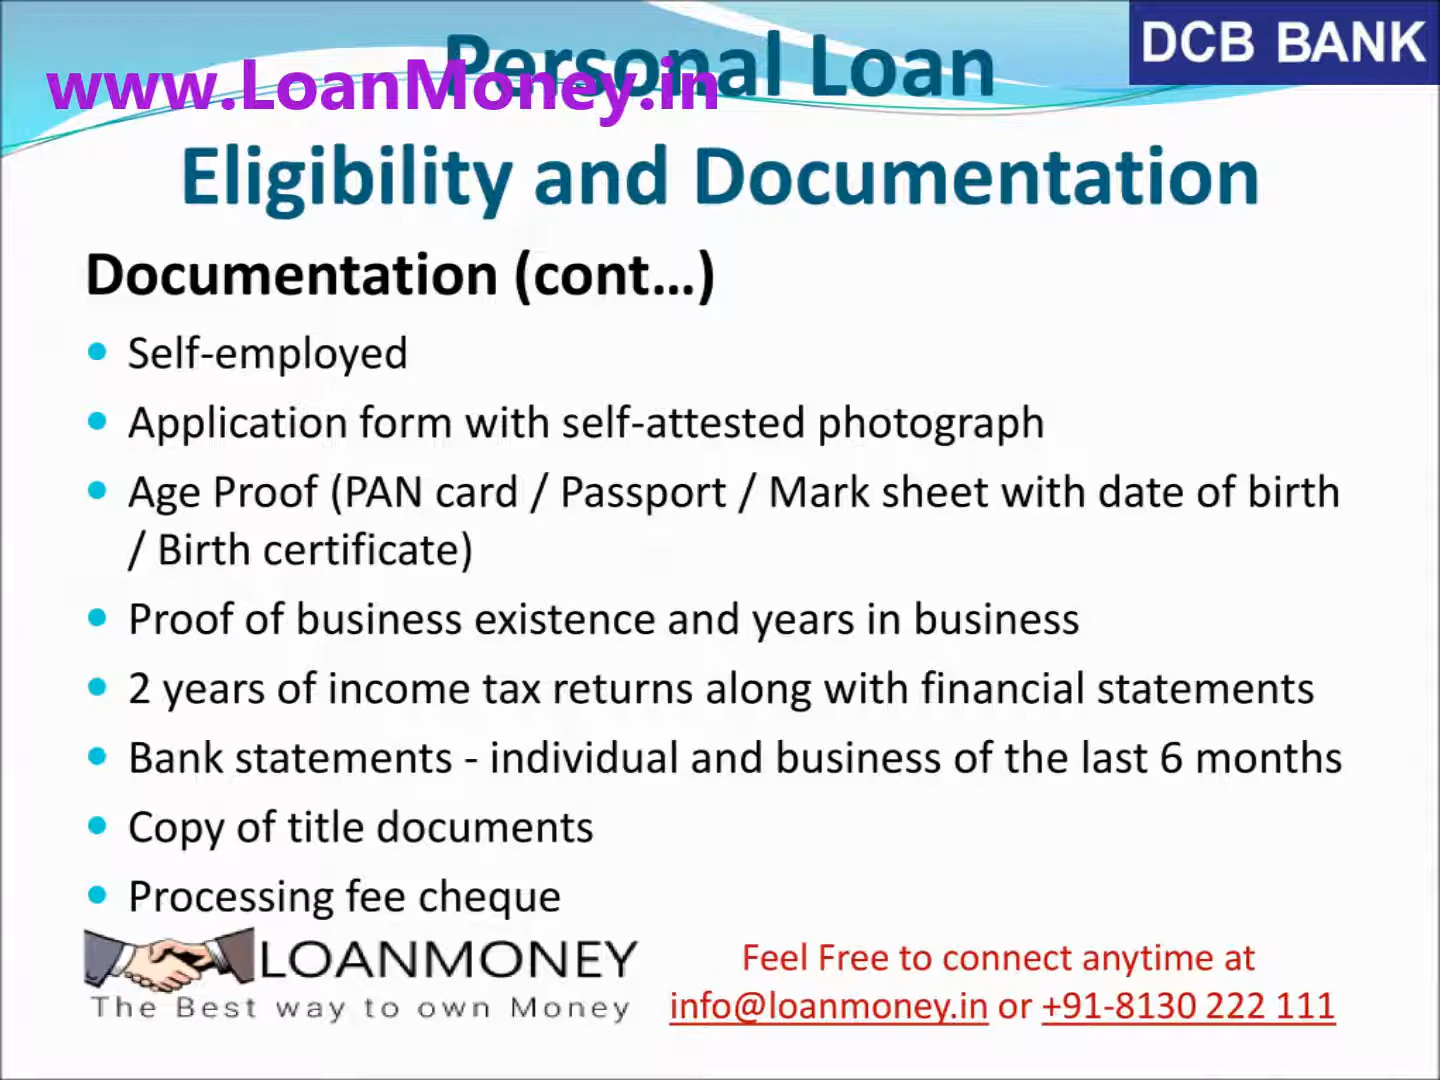 Personal Loan
DCB BANK
www.LoanMoney.in
Eligibility and Documentation
Documentation (cont...)
Self-employed
Application form with self-attested photograph
Age Proof (PAN card / Passport / Mark sheet with date of birth
/ Birth certificate)
Proof of business existence and years in business
2 years of income tax returns along with financial statements
Bank statements - individual and business of the last 6 months
Copy of title documents
Processing fee cheque
LOANMONEY
The Best way to own Money
Feel Free to connect anytime at
info@loanmoney.in or +91-8130 222 111